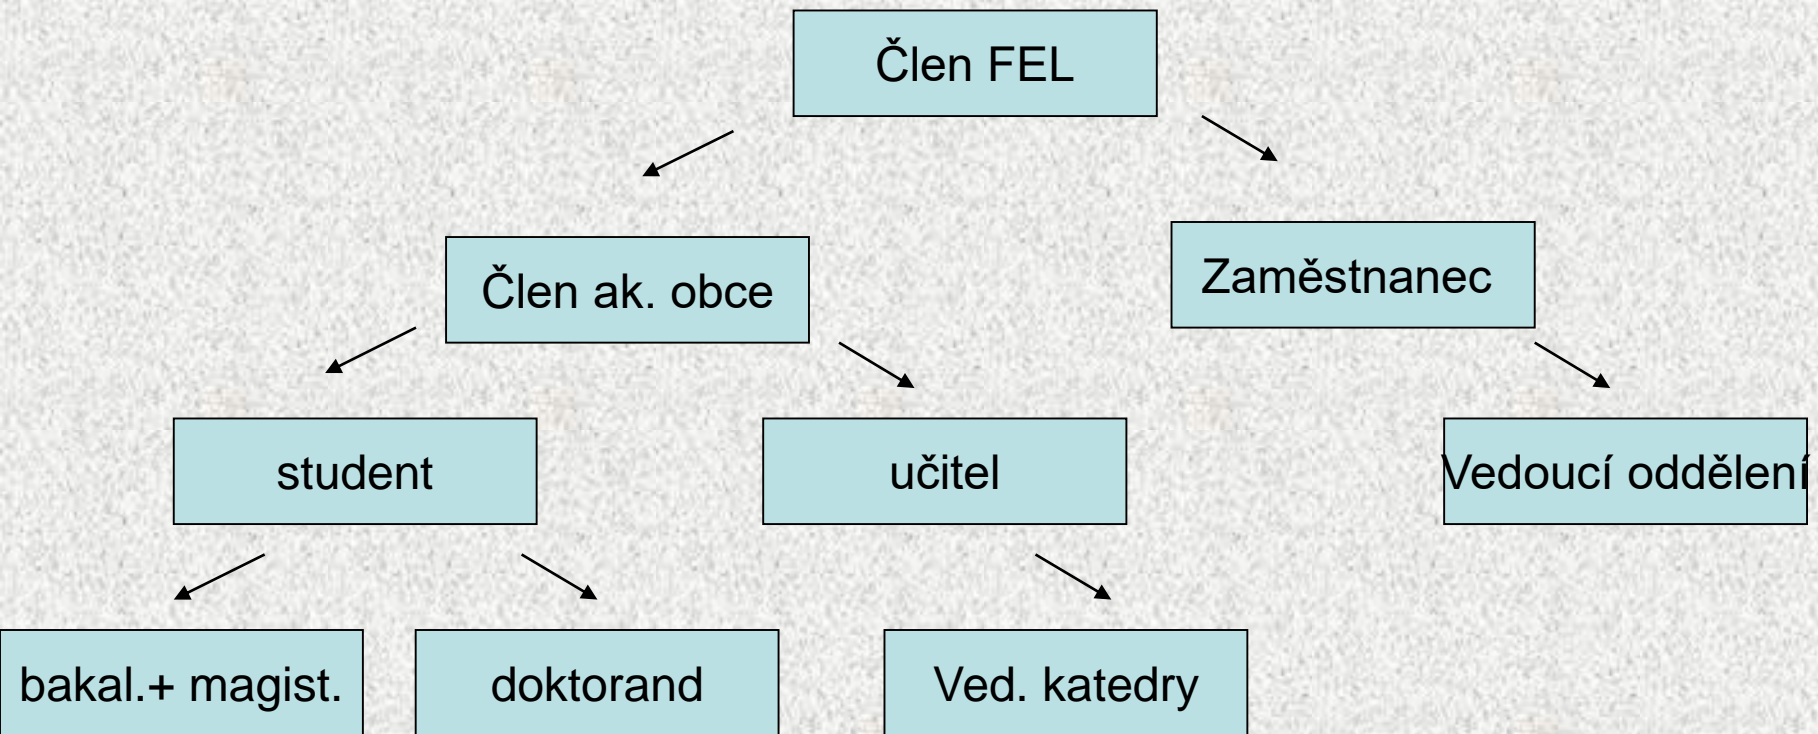 Člen FEL
Člen ak. obce
Zaměstnanec
student
učitel
Vedoucí oddělení
bakal.+ magist.
doktorand
Ved. katedry